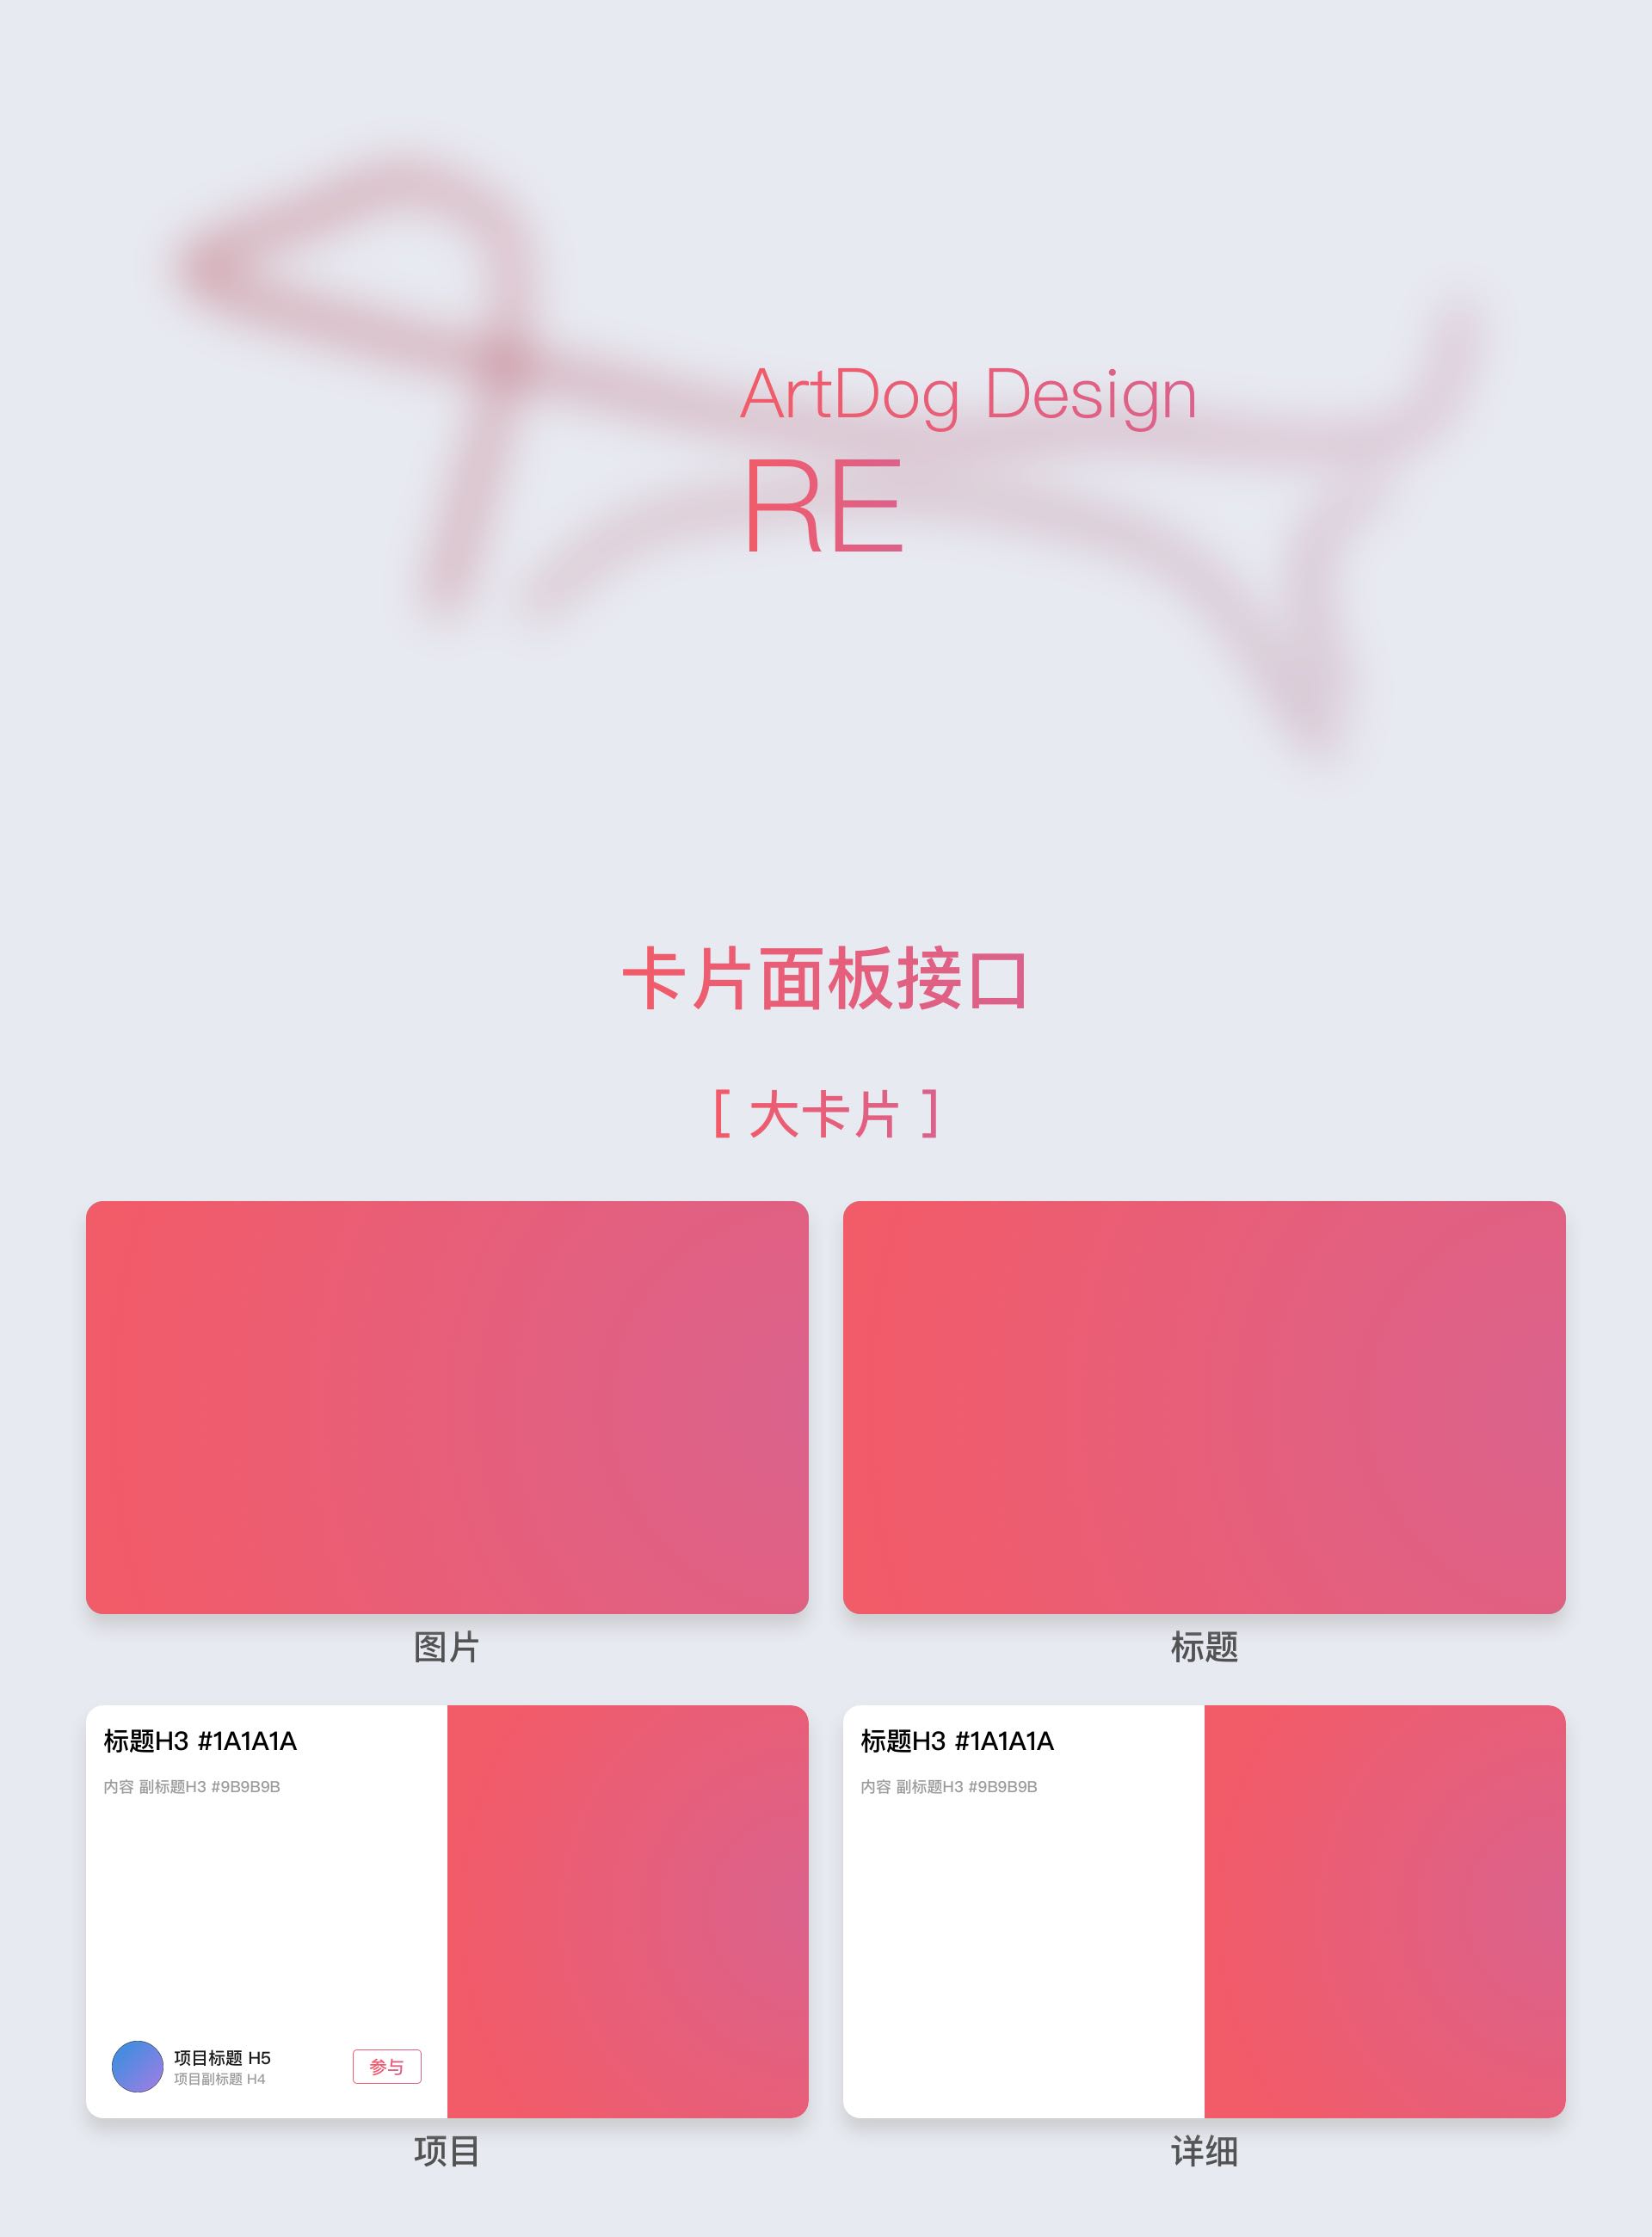 ArtDog Design
RE
卡片面板接口
[ 大卡片 ]
图片
标题
标题H3 #1A1A1A
内容 副标题H3 #9B9B9B
项目标题 H5
项目副标题 H4
参与
项目
标题H3 #1A1A1A
内容 副标题H3 #9B9B9B
详细